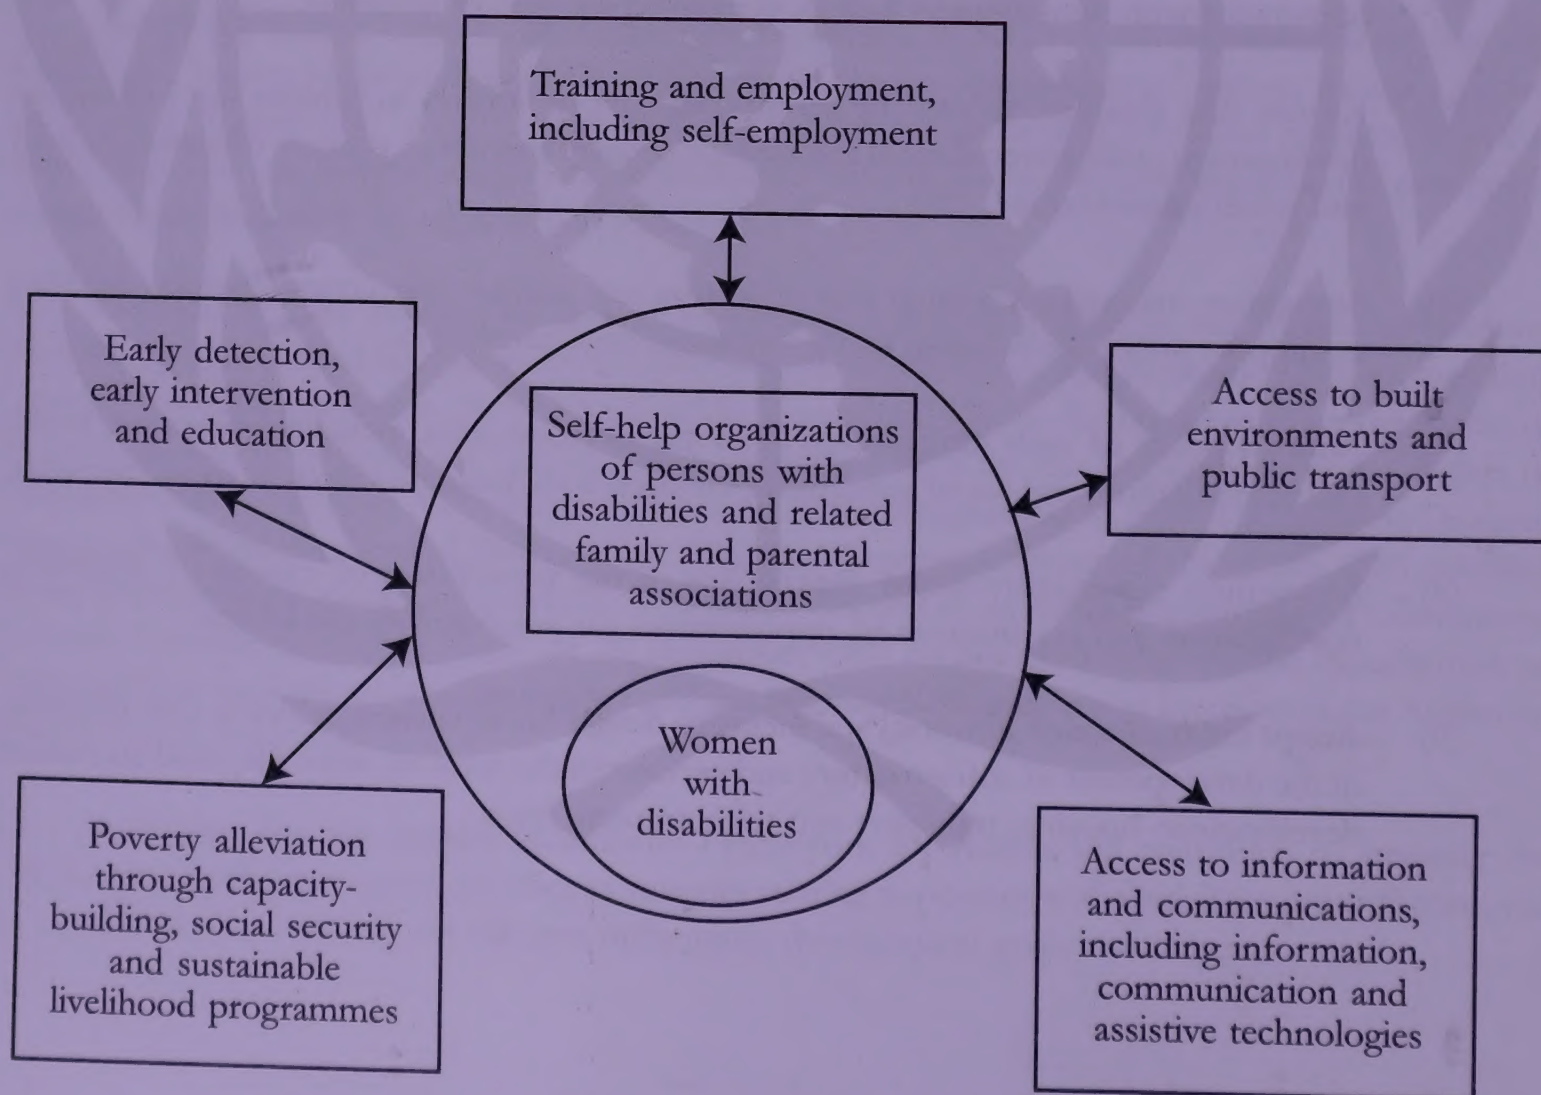 Training and employment,
including self-employment
Early detection,
early intervention
and education
Self-help organizations
of persons with
disabilities and related
family and parental
associations
Access to built
environments and
public transport
Women
with
disabilities
Poverty alleviation
through capacity-
building, social security
and sustainable
livelihood programmes
Access to information
and communications,
including information,
communication and
assistive technologies